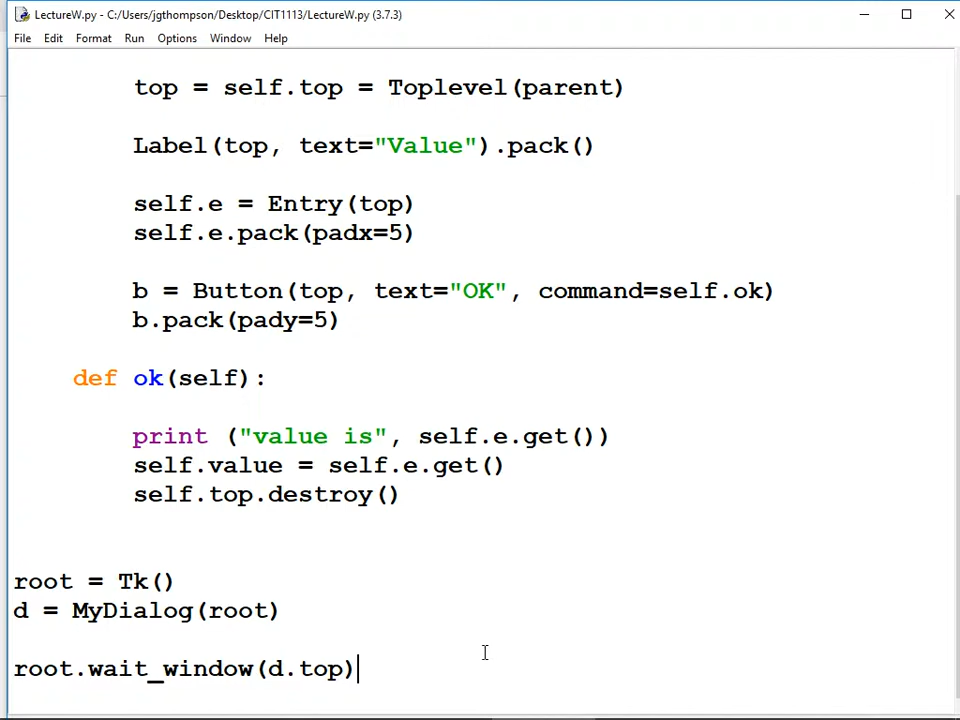 LectureW.py - C:/Users/jgthompson/Desktop/CIT1113/LectureW.py (3.7.3)
File Edit Format Run Options Window Help
top = self.top = Toplevel(parent)
Label(top, text="Value").pack()
self.e = Entry(top)
self.e.pack(padx=5)
b = Button(top, text="OK", command=self.ok)
b.pack(pady=5)
def ok(self):
print ("value is", self.e.get())
self.value = self.e.get()
self.top.destroy()
root = Tk()
d = MyDialog(root)
root.wait_window(d.top)